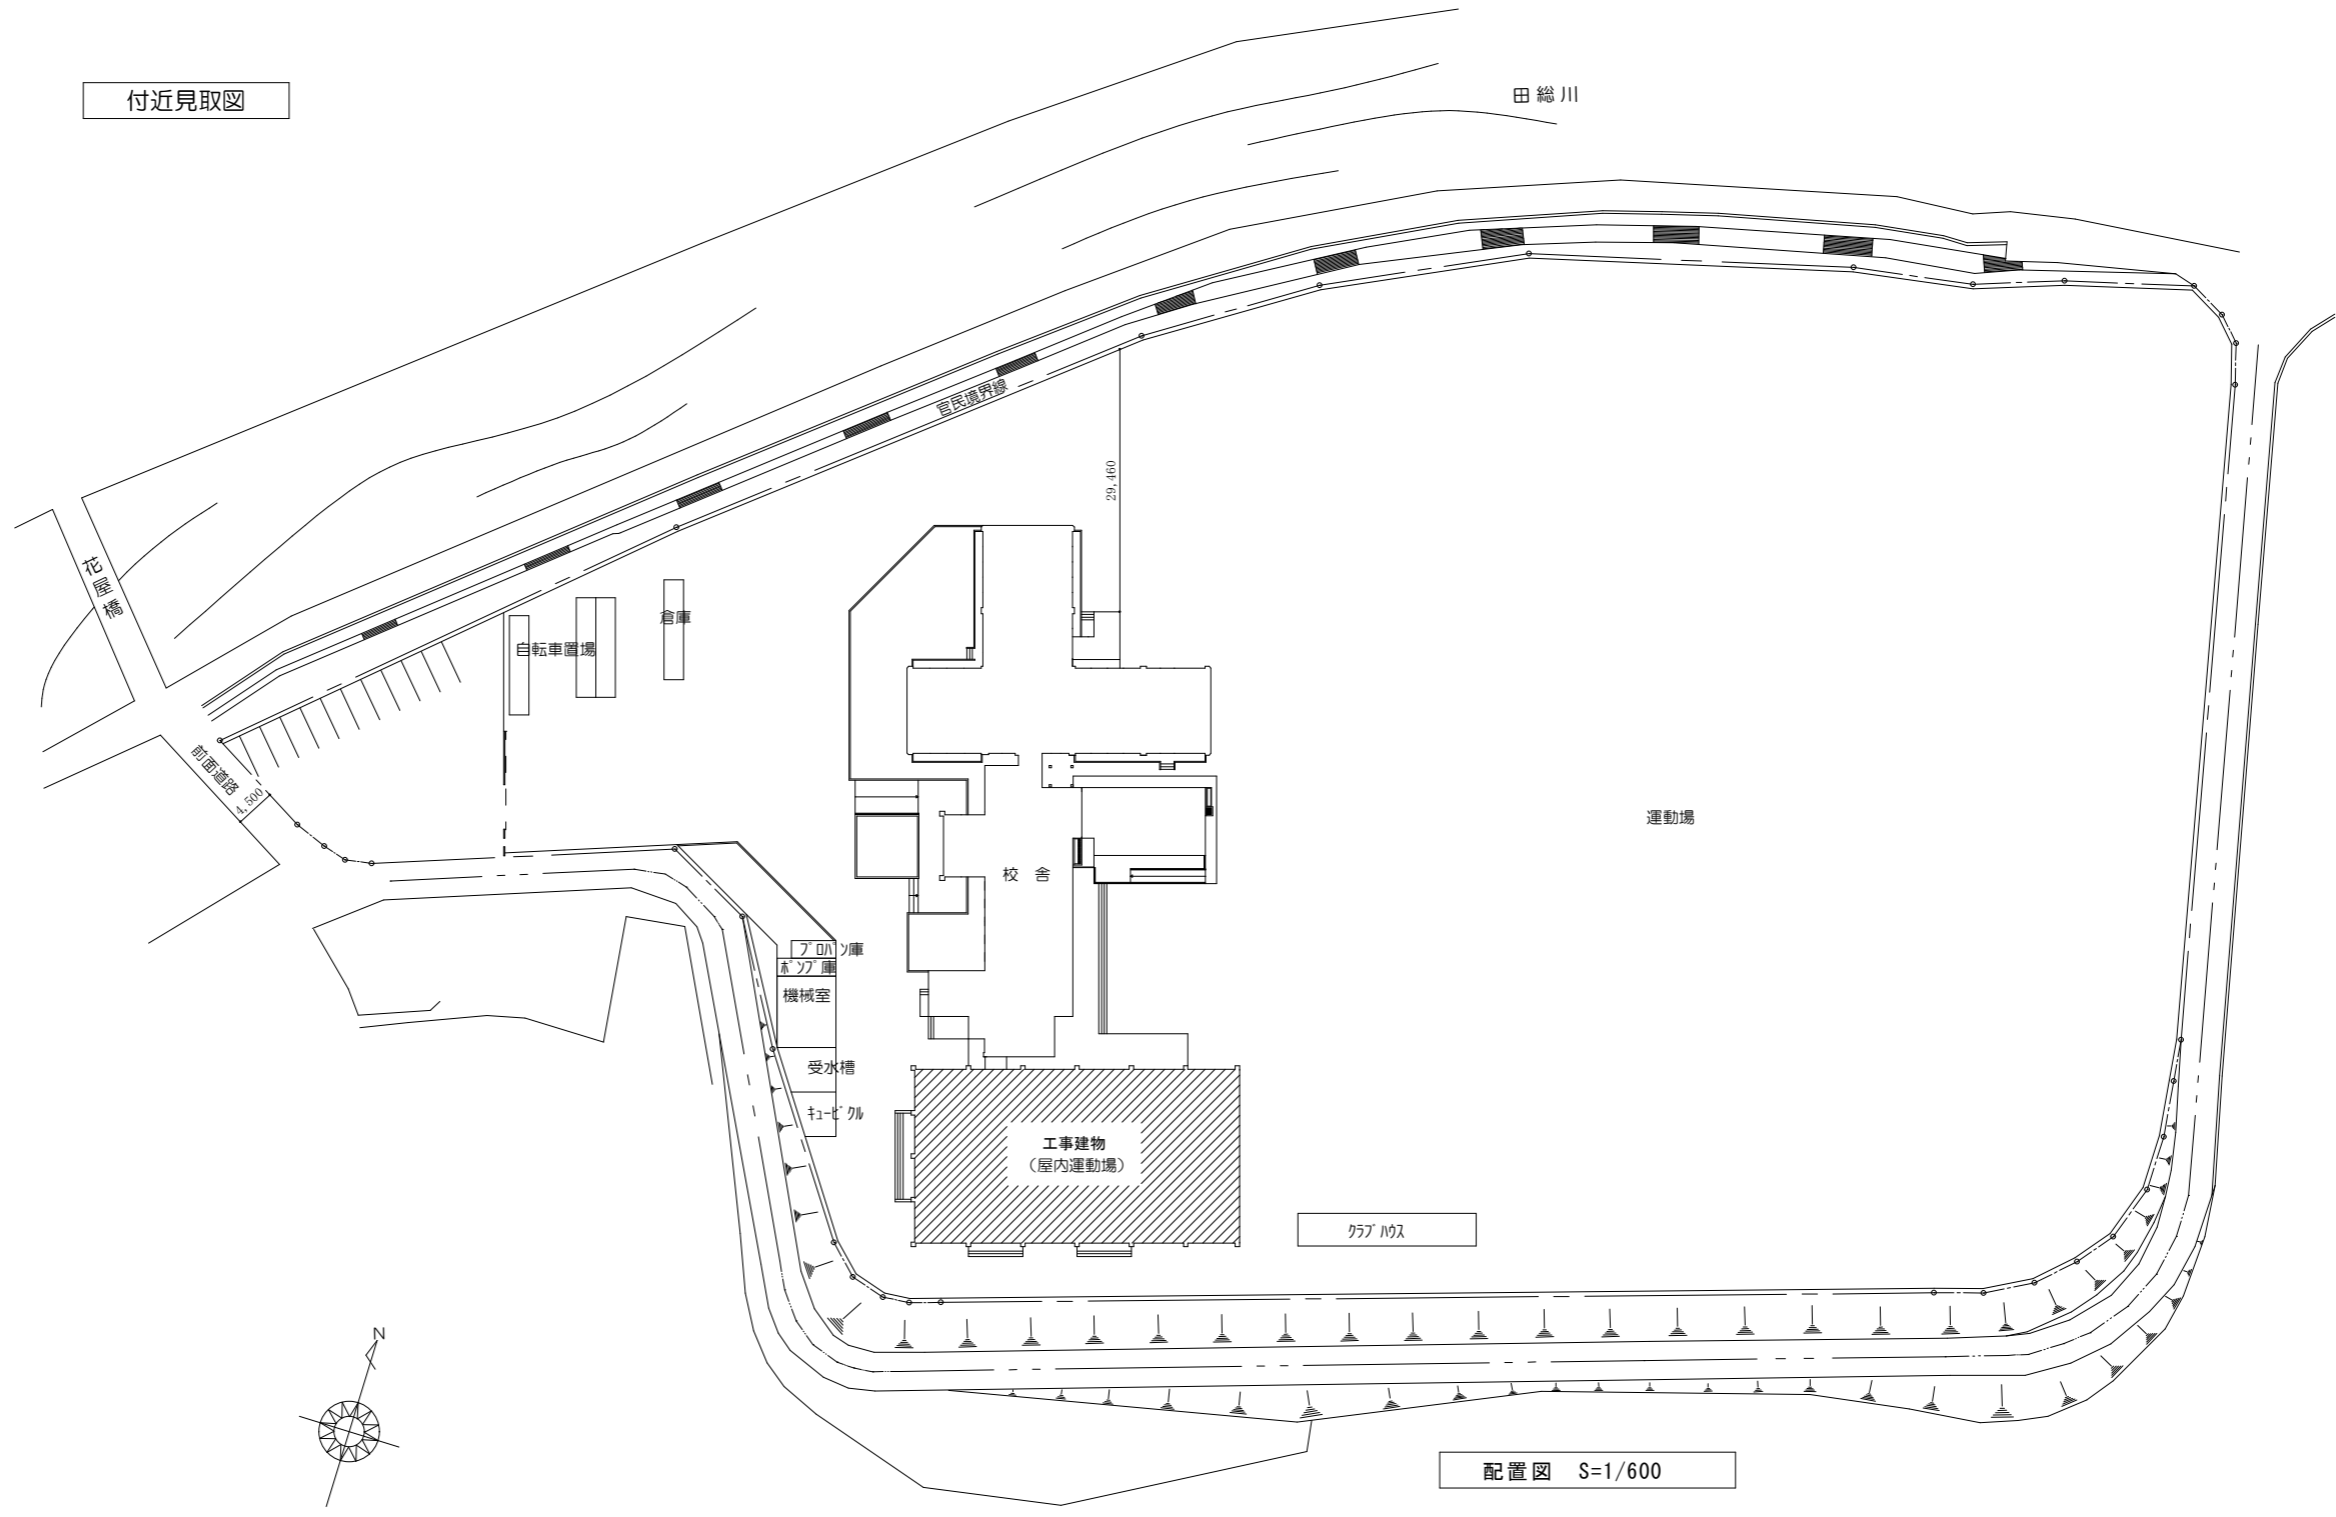 付近見取図
田総川
官民境界線
29,460
花屋橋
倉庫
自転車置場
前面道路
4,500
運動場
校 舎
ﾌﾟﾛﾊﾟﾝ庫
ﾎﾟﾝﾌﾟ庫
機械室
受水槽
ｷｭｰﾋﾞｸﾙ
工事建物
（屋内運動場）
ｸﾗﾌﾞﾊｳｽ
N
配置図 S=1/600